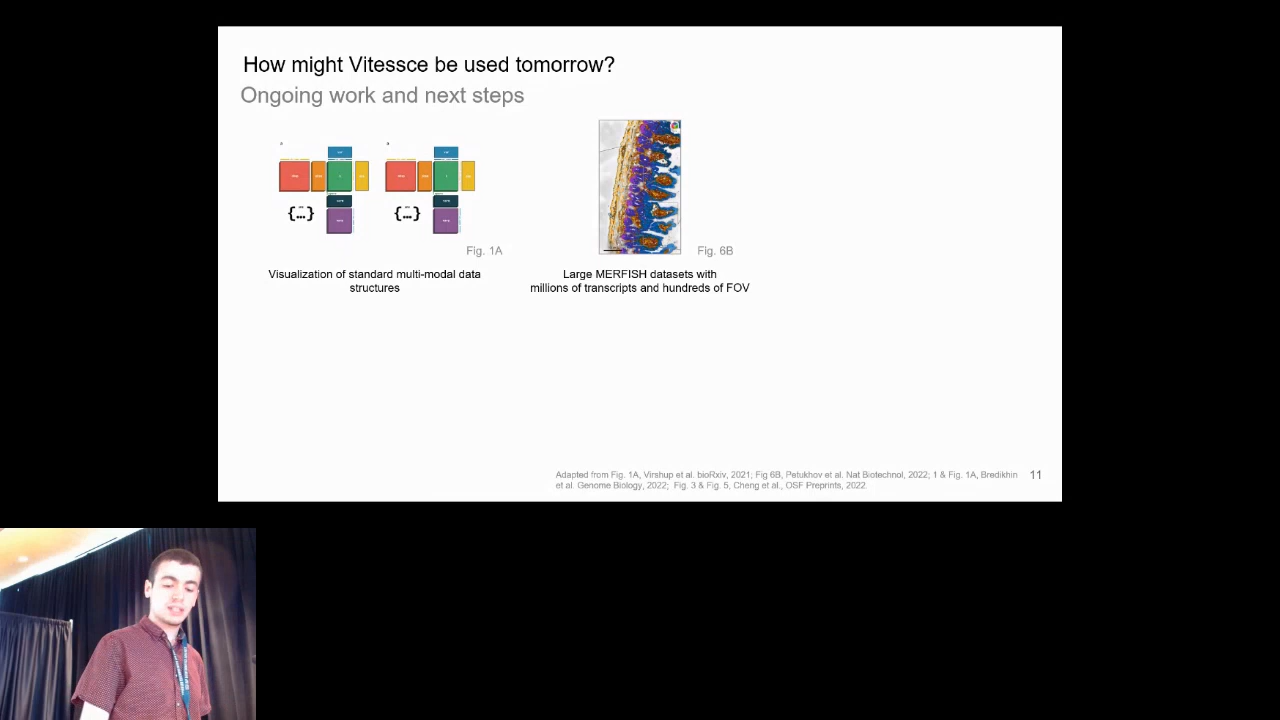 How might Vitessce be used tomorrow?
Ongoing work and next steps
Fig. 1A
Fig. 6B
Visualization of standard multi-modal data
structures
Large MERFISH datasets with
millions of transcripts and hundreds of FOV
Adapted from Fig. 1A, Virshup et al. bioRxiv, 2021; Fig 6B, Petukhov et al. Nat Biotechnol, 2022; 1 & Fig. 1A, Bredikhin
et al. Genome Biology, 2022; Fig. 3 & Fig. 5, Cheng et al., OSF Preprints, 2022
11